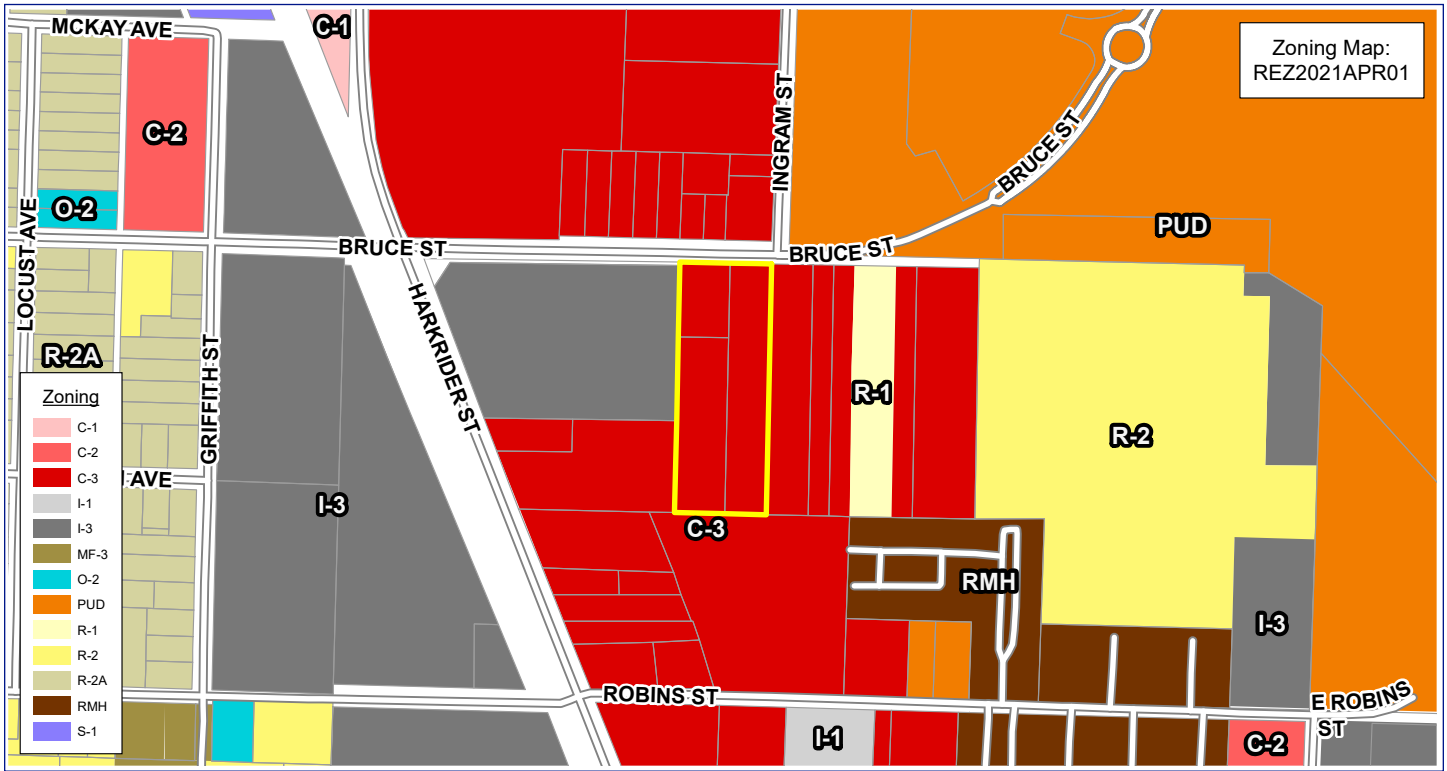 MCKAY AVE
C-1
Zoning Map:
REZ2021APR01
C-2
INGRAM ST
BRUCE ST
O-2
LOCUST AVE
PUD
BRUCE ST
BRUCE ST
HARKRIDER ST
GRIFFITH ST
R-2A
R-1
R-2
Zoning
C-1
C-2
C-3
I-1
I-3
MF-3
O-2
PUD
R-1
R-2
R-2A
RMH
S-1
AVE
I-3
C-3
RMH
I-3
ROBINS ST
E ROBINS
ST
I-1
C-2